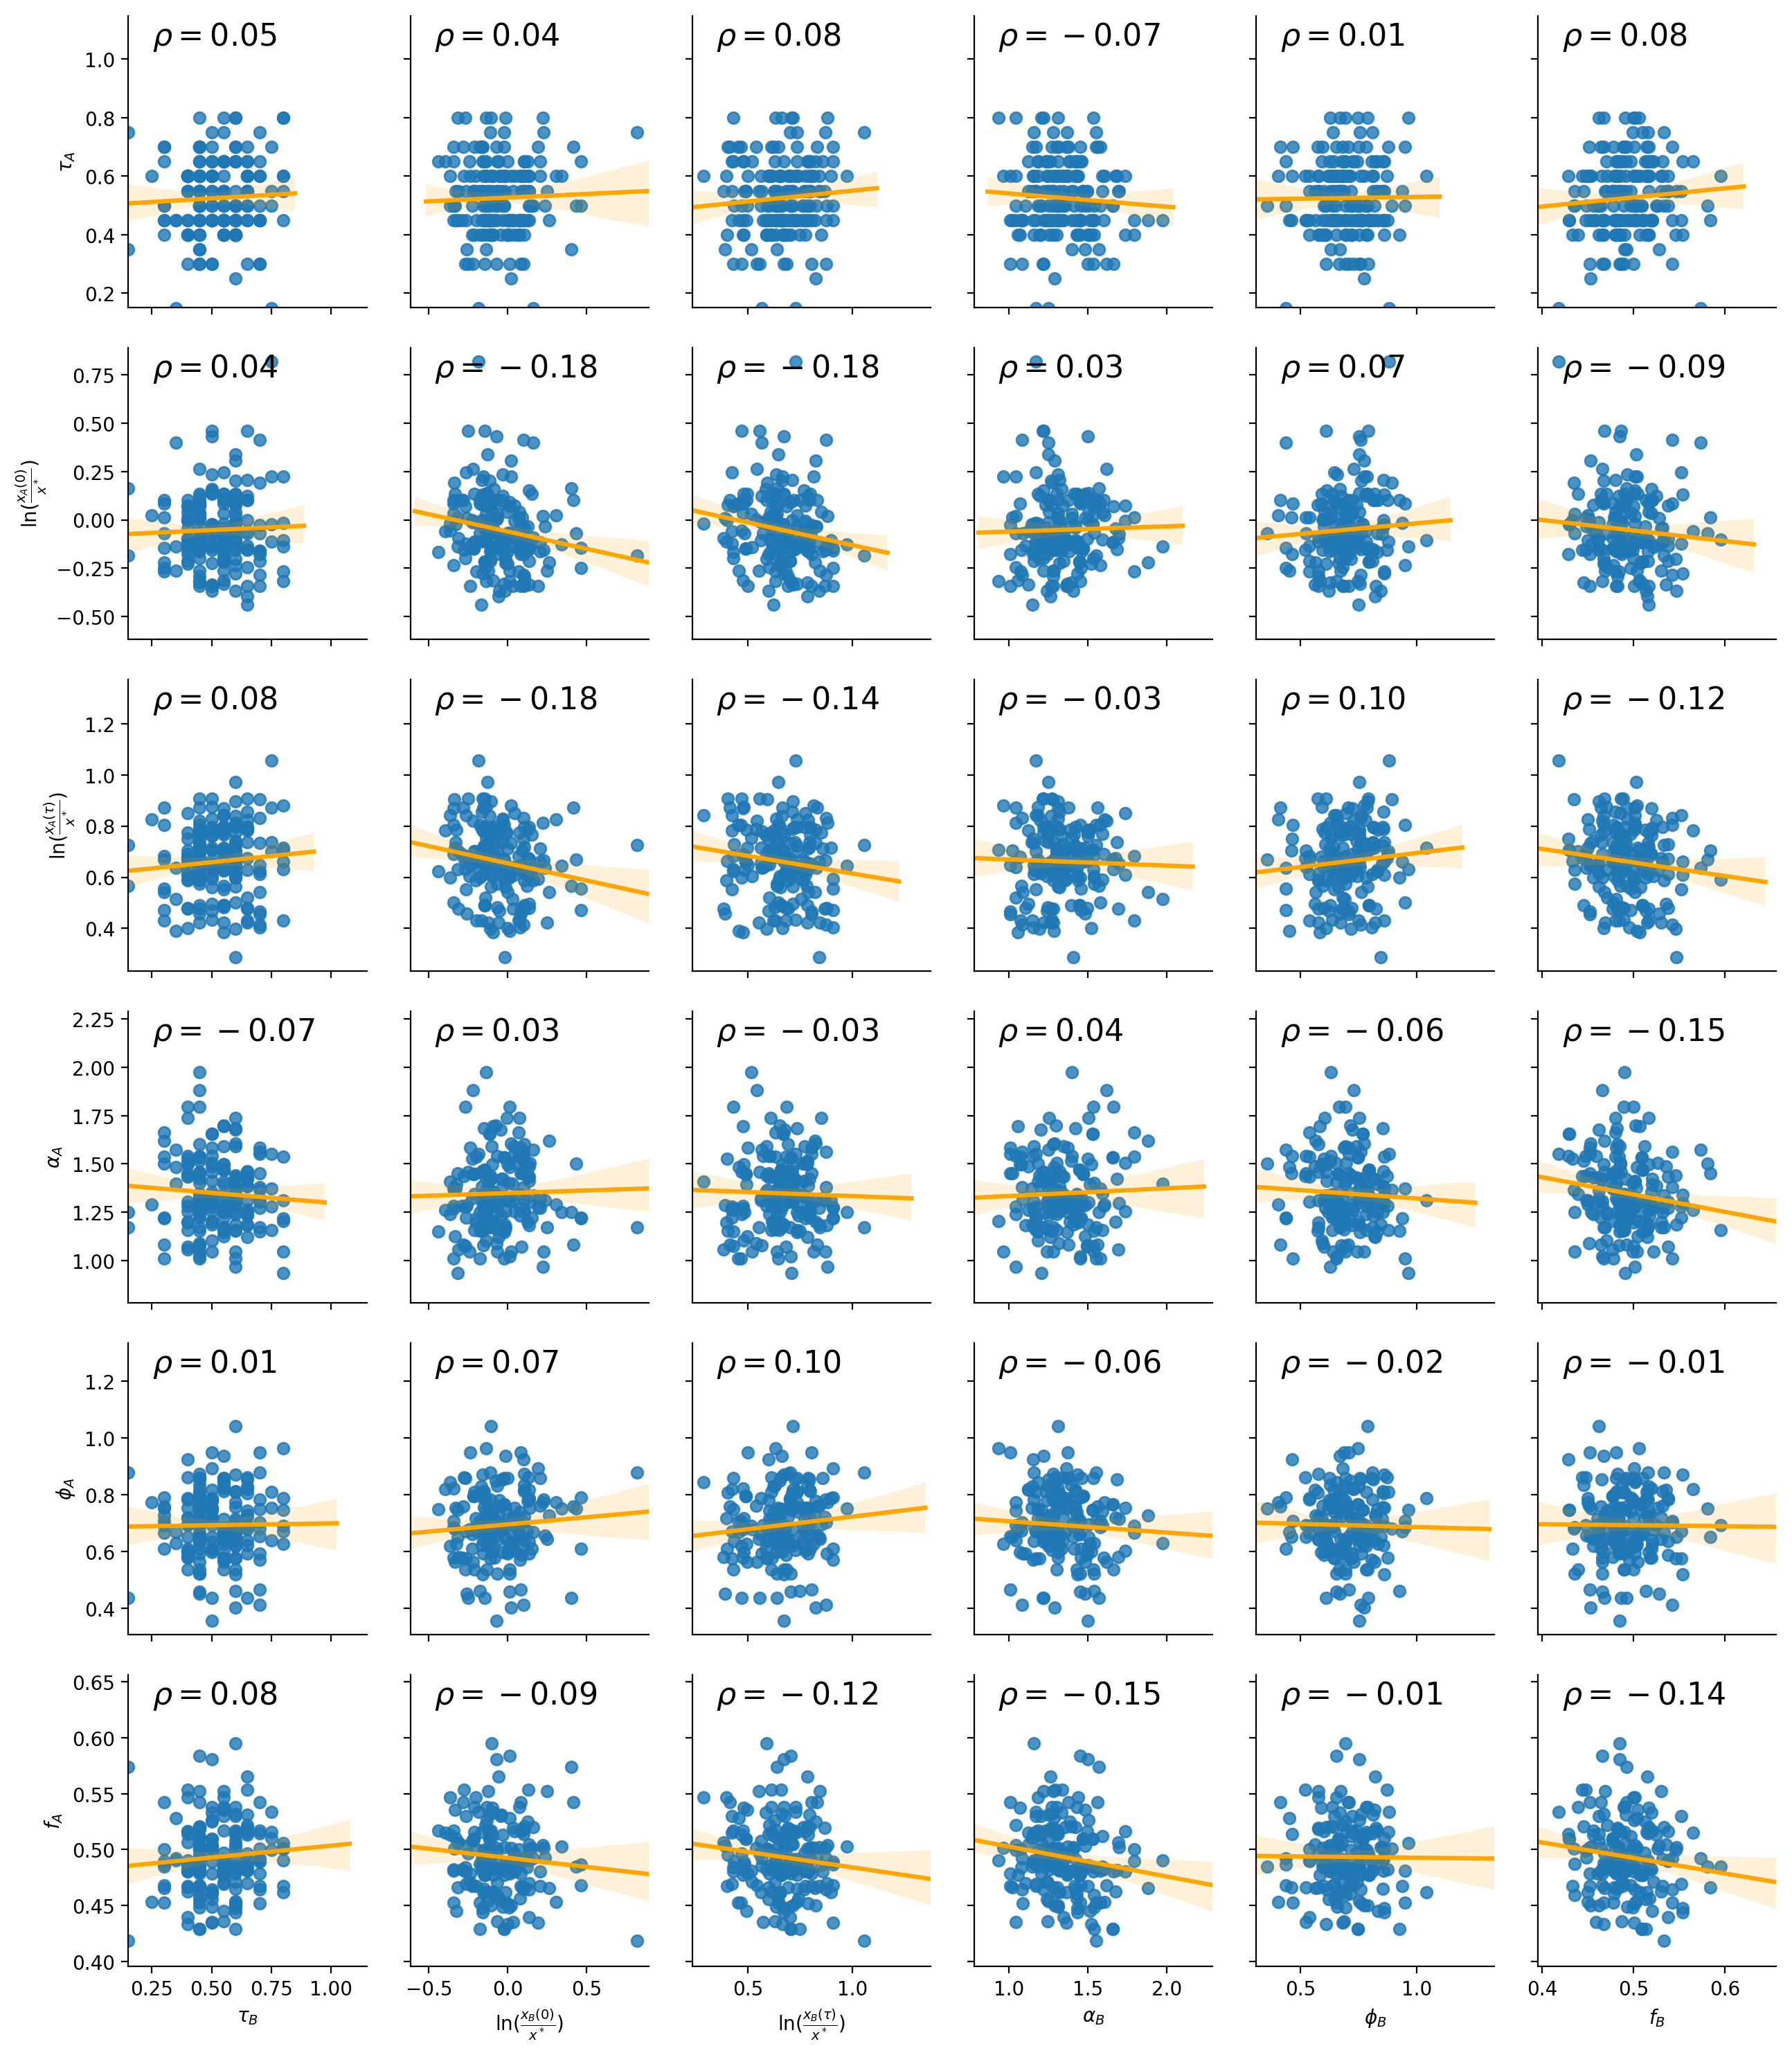 ρ = 0.05 ρ = 0.04 ρ = 0.08 ρ = −0.07 ρ = 0.01 ρ = 0.08
1.0
0.8
0.6
0.4
0.2
τ_A
ρ = 0.04 ρ = −0.18 ρ = −0.18 ρ = 0.03 ρ = 0.07 ρ = −0.09
0.75
0.50
0.25
0.00
−0.25
−0.50
ln(x_A(0)/x*)
ρ = 0.08 ρ = −0.18 ρ = −0.14 ρ = −0.03 ρ = 0.10 ρ = −0.12
1.2
1.0
0.8
0.6
0.4
ln(x_A(τ)/x*)
ρ = −0.07 ρ = 0.03 ρ = −0.03 ρ = 0.04 ρ = −0.06 ρ = −0.15
2.25
2.00
1.75
1.50
1.25
1.00
α_A
ρ = 0.01 ρ = 0.07 ρ = 0.10 ρ = −0.06 ρ = −0.02 ρ = −0.01
1.2
1.0
0.8
0.6
0.4
ϕ_A
ρ = 0.08 ρ = −0.09 ρ = −0.12 ρ = −0.15 ρ = −0.01 ρ = −0.14
0.65
0.60
0.55
0.50
0.45
0.40
f_A
0.25 0.50 0.75 1.00 −0.5 0.0 0.5 0.5 1.0 1.0 1.5 2.0 0.5 1.0 0.4 0.5 0.6
τ_B ln(x_B(0)/x*) ln(x_B(τ)/x*) α_B ϕ_B f_B